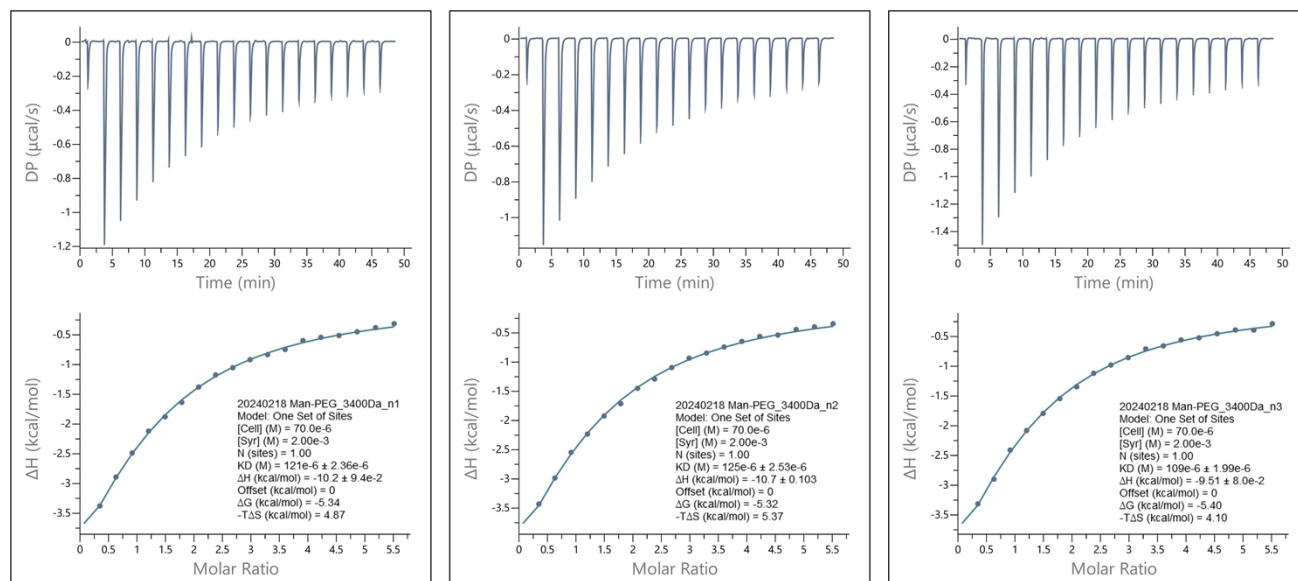 0
-0.2
-0.4
-0.6
-0.8
-1
-1.2
DP (µcal/s)
0 5 10 15 20 25 30 35 40 45 50
Time (min)
-0.5
-1
-1.5
-2
-2.5
-3
-3.5
ΔH (kcal/mol)
20240218 Man-PEG_3400Da_n1
Model: One Set of Sites
[Cell] (M) = 70.0e-6
[Syr] (M) = 2.00e-3
N (sites) = 1.00
KD (M) = 121e-6 ± 2.36e-6
ΔH (kcal/mol) = -10.2 ± 9.4e-2
Offset (kcal/mol) = 0
ΔG (kcal/mol) = -5.34
-TΔS (kcal/mol) = 4.87
0 0.5 1 1.5 2 2.5 3 3.5 4 4.5 5 5.5
Molar Ratio
0
-0.2
-0.4
-0.6
-0.8
-1
DP (µcal/s)
0 5 10 15 20 25 30 35 40 45 50
Time (min)
-0.5
-1
-1.5
-2
-2.5
-3
-3.5
ΔH (kcal/mol)
20240218 Man-PEG_3400Da_n2
Model: One Set of Sites
[Cell] (M) = 70.0e-6
[Syr] (M) = 2.00e-3
N (sites) = 1.00
KD (M) = 125e-6 ± 2.53e-6
ΔH (kcal/mol) = -10.7 ± 0.103
Offset (kcal/mol) = 0
ΔG (kcal/mol) = -5.32
-TΔS (kcal/mol) = 5.37
0 0.5 1 1.5 2 2.5 3 3.5 4 4.5 5 5.5
Molar Ratio
0
-0.2
-0.4
-0.6
-0.8
-1
-1.2
-1.4
DP (µcal/s)
0 5 10 15 20 25 30 35 40 45 50
Time (min)
-0.5
-1
-1.5
-2
-2.5
-3
-3.5
ΔH (kcal/mol)
20240218 Man-PEG_3400Da_n3
Model: One Set of Sites
[Cell] (M) = 70.0e-6
[Syr] (M) = 2.00e-3
N (sites) = 1.00
KD (M) = 109e-6 ± 1.99e-6
ΔH (kcal/mol) = -9.51 ± 8.0e-2
Offset (kcal/mol) = 0
ΔG (kcal/mol) = -5.40
-TΔS (kcal/mol) = 4.10
0 0.5 1 1.5 2 2.5 3 3.5 4 4.5 5 5.5
Molar Ratio